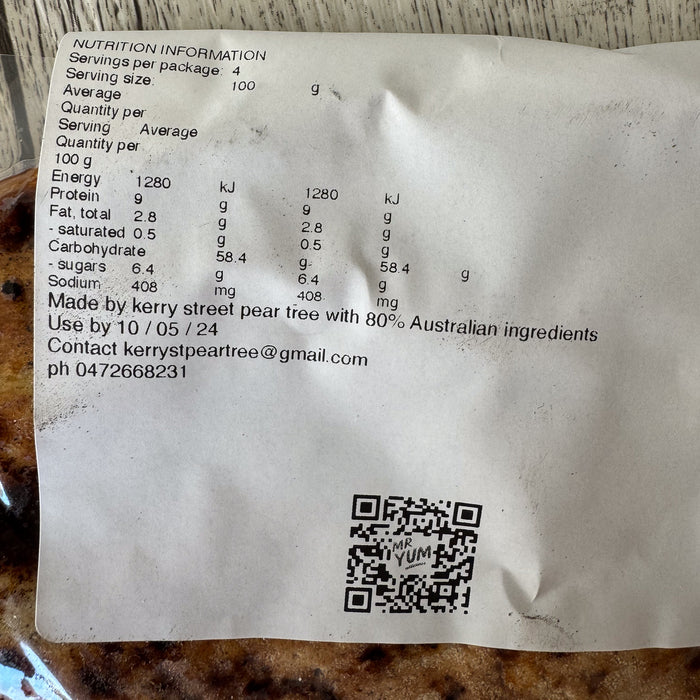 NUTRITION INFORMATION
Servings per package: 4
Serving size: 100 g
Average
Quantity per
Serving Average
Quantity per
100 g
Energy 1280 kJ 1280 kJ
Protein 9 g 9 g
Fat, total 2.8 g 2.8 g
- saturated 0.5 g 0.5 g
Carbohydrate 58.4 g 58.4 g
- sugars 6.4 g 6.4 g
Sodium 408 mg 408 mg
Made by kerry street pear tree with 80% Australian ingredients
Use by 10 / 05 / 24
Contact kerrystpeartree@gmail.com
ph 0472668231
MR
YUM